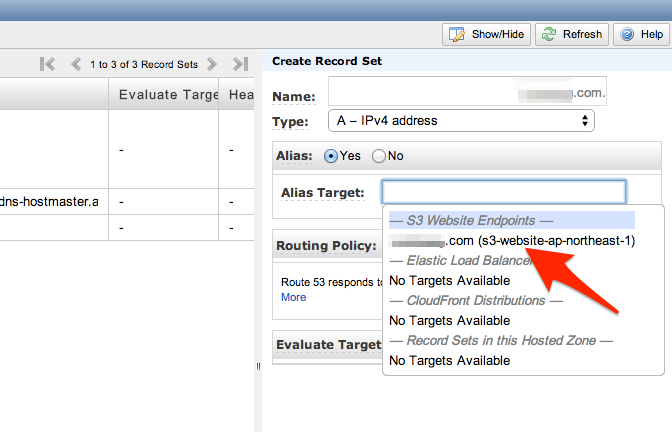 Show/Hide
Refresh
Help
1 to 3 of 3 Record Sets
Evaluate Targe
Hea
-
-
dns-hostmaster.a
-
-
-
-
Create Record Set
Name:
.com.
Type:
A – IPv4 address
Alias:
Yes
No
Alias Target:
— S3 Website Endpoints —
.com (s3-website-ap-northeast-1)
— Elastic Load Balancer
No Targets Available
— CloudFront Distributions —
No Targets Available
— Record Sets in this Hosted Zone —
No Targets Available
Routing Policy:
Route 53 responds to
More
Evaluate Target